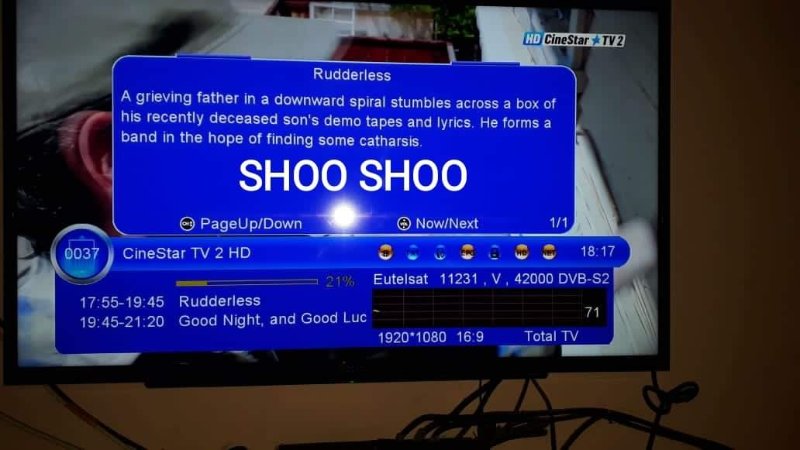 HD CineStar TV 2
Rudderless
A grieving father in a downward spiral stumbles across a box of
his recently deceased son's demo tapes and lyrics. He forms a
band in the hope of finding some catharsis.
SHOO SHOO
PageUp/Down
Now/Next
1/1
0037
CineStar TV 2 HD
18:17
21%
Eutelsat 11231 , V , 42000 DVB-S2
17:55-19:45 Rudderless
19:45-21:20 Good Night, and Good Luc
71
1920*1080 16:9 Total TV